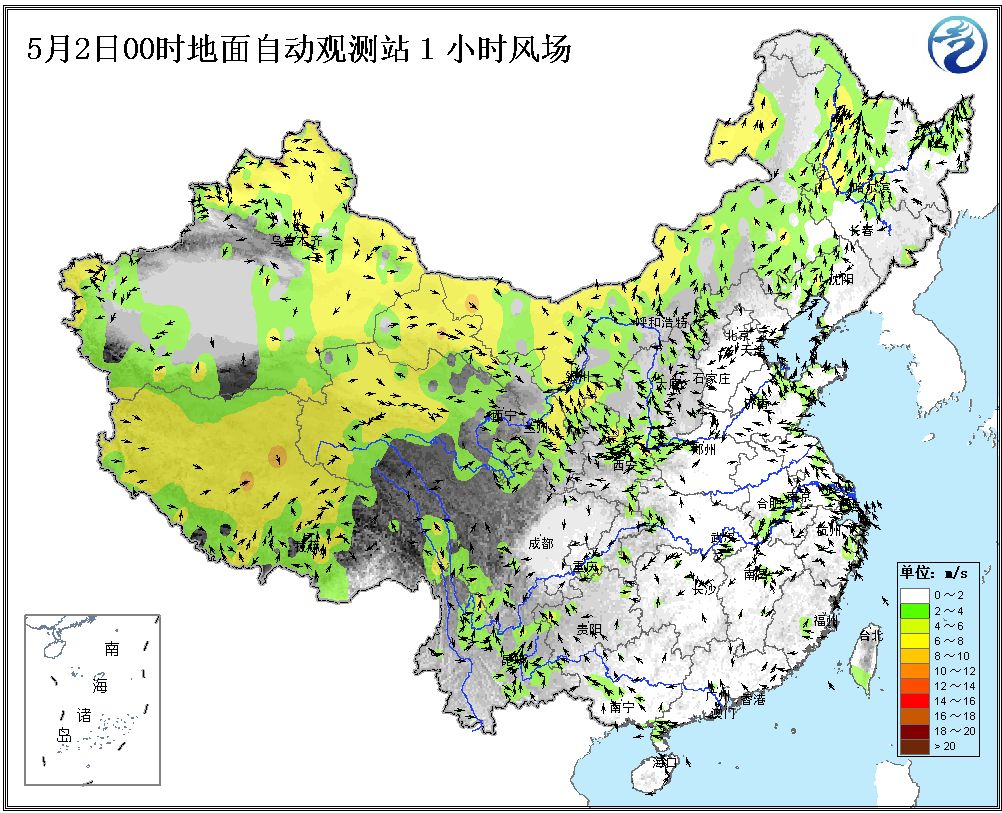 5月2日00时地面自动观测站1小时风场
哈尔滨
长春
乌鲁木齐
沈阳
呼和浩特
北京
天津
银川
太原
石家庄
西宁
济南
兰州
郑州
西安
合肥
南京
成都
武汉
杭州
重庆
南昌
长沙
贵阳
福州
台北
昆明
南宁
广州
香港
澳门
海口
拉萨
南
海
诸
岛
单位: m/s
0～2
2～4
4～6
6～8
8～10
10～12
12～14
14～16
16～18
18～20
＞20